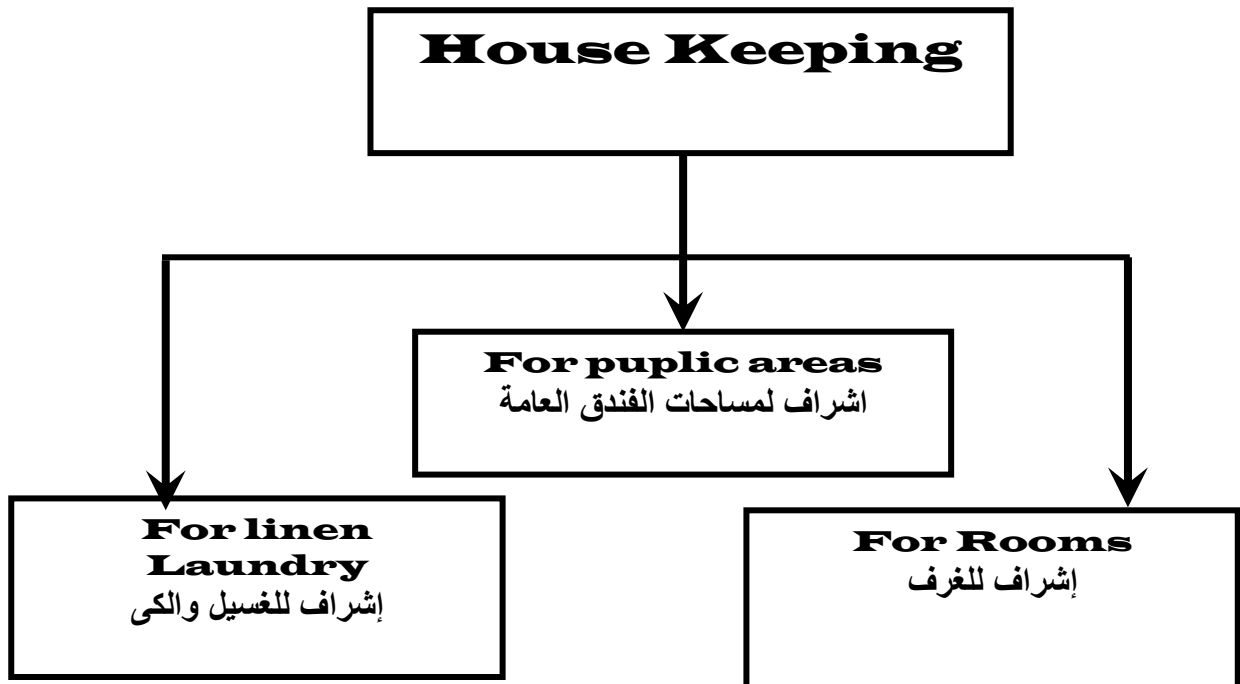 House Keeping
For puplic areas
اشراف لمساحات الفندق العامة
For linen
Laundry
إشراف للغسيل والكى
For Rooms
إشراف للغرف